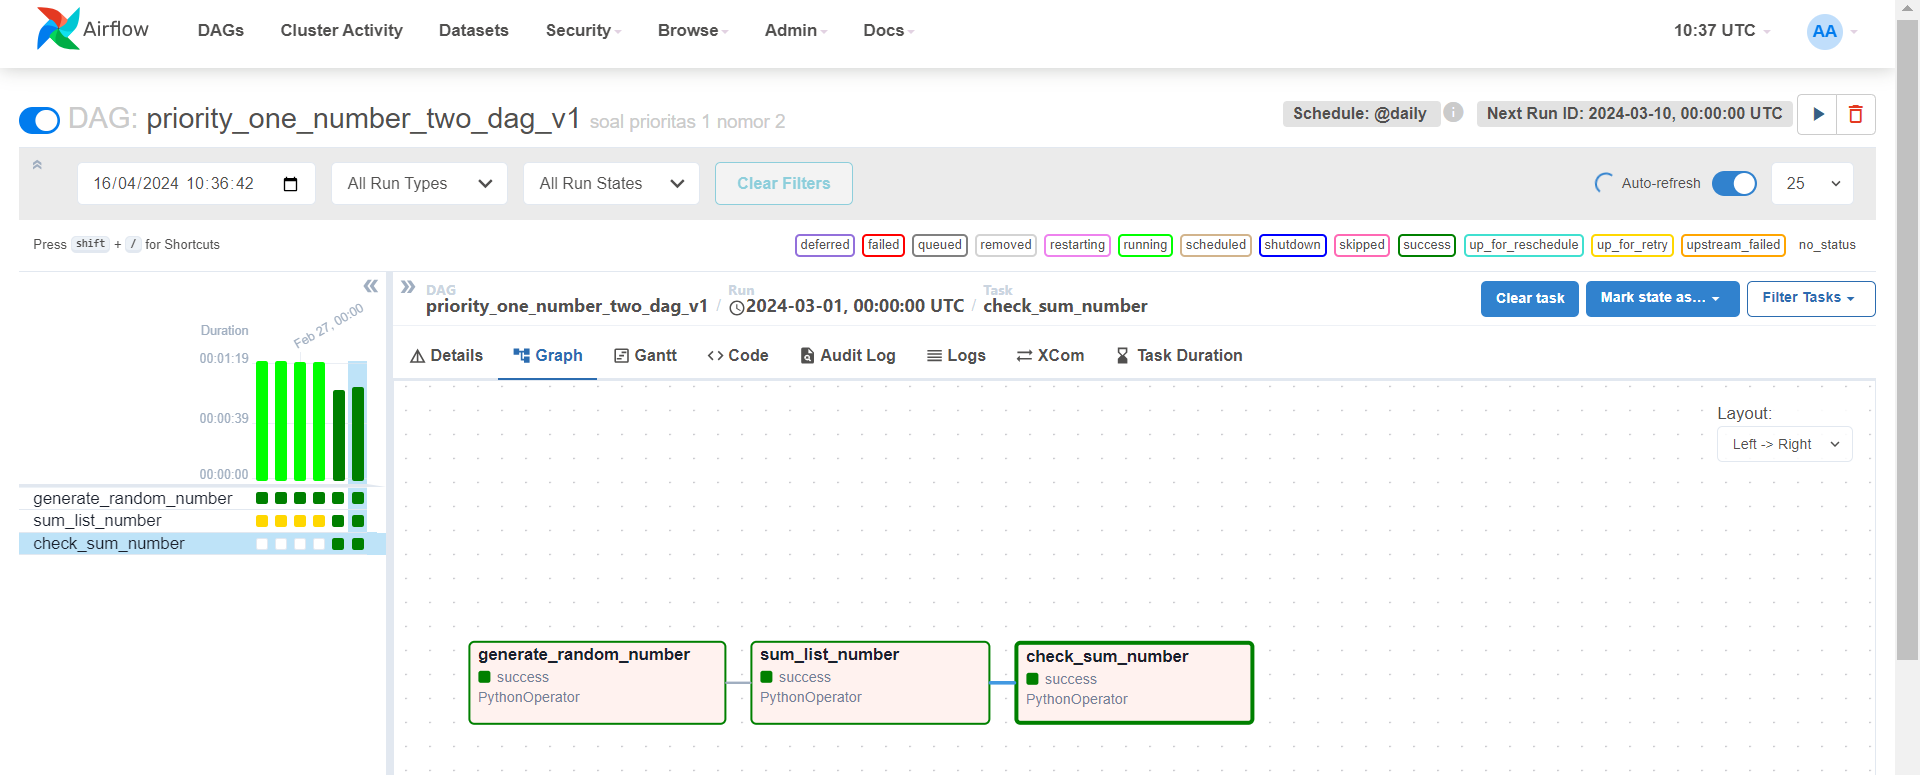 Airflow DAGs Cluster Activity Datasets Security Browse Admin Docs 10:37 UTC AA
DAG: priority_one_number_two_dag_v1 soal prioritas 1 nomor 2 Schedule: @daily i Next Run ID: 2024-03-10, 00:00:00 UTC
16/04/2024 10:36:42 All Run Types All Run States Clear Filters Auto-refresh 25
Press shift + / for Shortcuts deferred failed queued removed restarting running scheduled shutdown skipped success up_for_reschedule up_for_retry upstream_failed no_status
DAG Run Task
priority_one_number_two_dag_v1 / 2024-03-01, 00:00:00 UTC / check_sum_number Clear task Mark state as... Filter Tasks
Feb 27, 00:00
Duration
00:01:19
00:00:39
00:00:00
generate_random_number
sum_list_number
check_sum_number
Details Graph Gantt Code Audit Log Logs XCom Task Duration
Layout:
Left -> Right
generate_random_number
success
PythonOperator
sum_list_number
success
PythonOperator
check_sum_number
success
PythonOperator